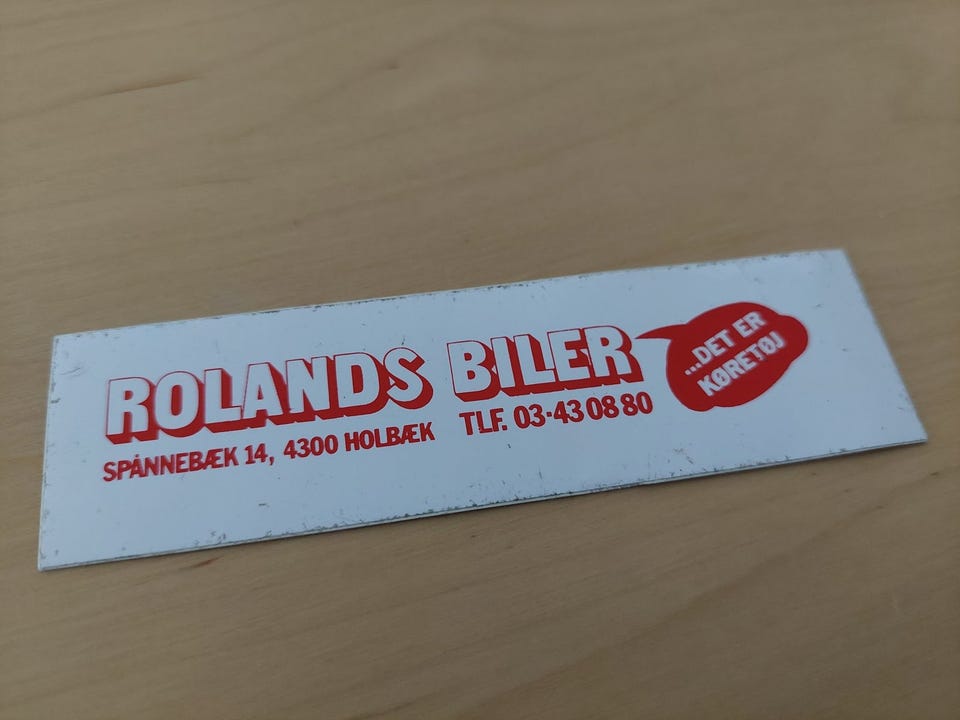 ROLANDS BILER
SPÅNNEBÆK 14, 4300 HOLBÆK TLF. 03·43 08 80
...DET ER
KØRETØJ